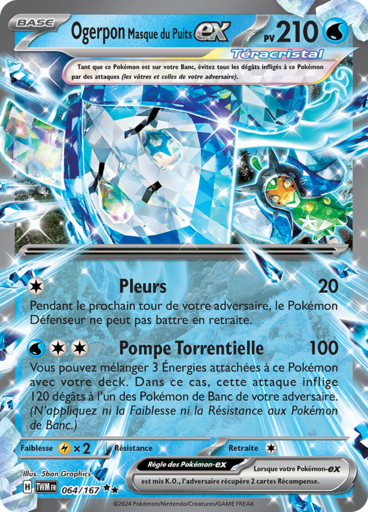 BASE
Ogerpon Masque du Puits ex PV 210
Téracristal
Tant que ce Pokémon est sur votre Banc, évitez tous les dégâts infligés à ce Pokémon
par des attaques (les vôtres et celles de votre adversaire).
Pleurs 20
Pendant le prochain tour de votre adversaire, le Pokémon
Défenseur ne peut pas battre en retraite.
Pompe Torrentielle 100
Vous pouvez mélanger 3 Énergies attachées à ce Pokémon
avec votre deck. Dans ce cas, cette attaque inflige
120 dégâts à l'un des Pokémon de Banc de votre adversaire.
(N'appliquez ni la Faiblesse ni la Résistance aux Pokémon
de Banc.)
Faiblesse ×2 Résistance Retraite
Illus. 5ban Graphics
Règle des Pokémon-ex Lorsque votre Pokémon-ex
est mis K.O., l'adversaire récupère 2 cartes Récompense.
H TWM FR 064/167 ★★
©2024 Pokémon/Nintendo/Creatures/GAME FREAK